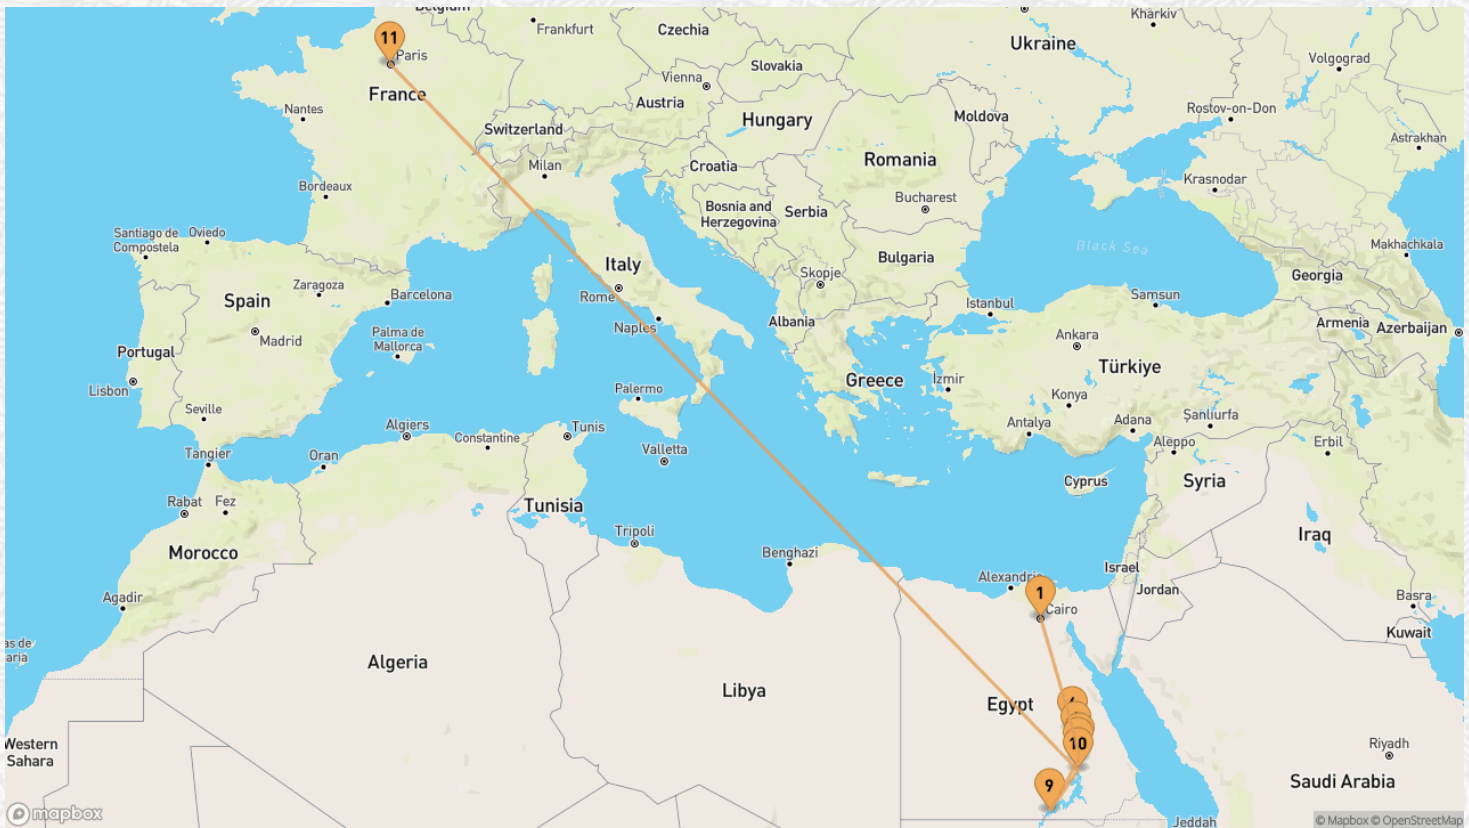 Belgium
Kharkiv
11
Frankfurt
Czechia
Ukraine
Paris
Slovakia
Volgograd
Vienna
France
Austria
Nantes
Rostov-on-Don
Hungary
Moldova
Switzerland
Astrakhan
Milan
Croatia
Romania
Krasnodar
Bordeaux
Bucharest
Bosnia and
Herzegovina
Serbia
Santiago de
Compostela
Oviedo
Black Sea
Makhachkala
Bulgaria
Italy
Skopje
Georgia
Zaragoza
Barcelona
Rome
Samsun
Spain
Istanbul
Naples
Albania
Armenia
Azerbaijan
Madrid
Palma de
Mallorca
Ankara
Portugal
Türkiye
Greece
İzmir
Lisbon
Palermo
Konya
Seville
Şanlıurfa
Algiers
Tunis
Antalya
Adana
Constantine
Aleppo
Erbil
Tangier
Oran
Valletta
Cyprus
Syria
Rabat
Fez
Tunisia
Tripoli
Iraq
Morocco
Benghazi
Israel
Alexandria
Jordan
1
Agadir
Basra
Cairo
Kuwait
as de
aria
Algeria
Libya
Egypt
10
Western
Sahara
Riyadh
9
Saudi Arabia
mapbox
© Mapbox © OpenStreetMap
Jeddah